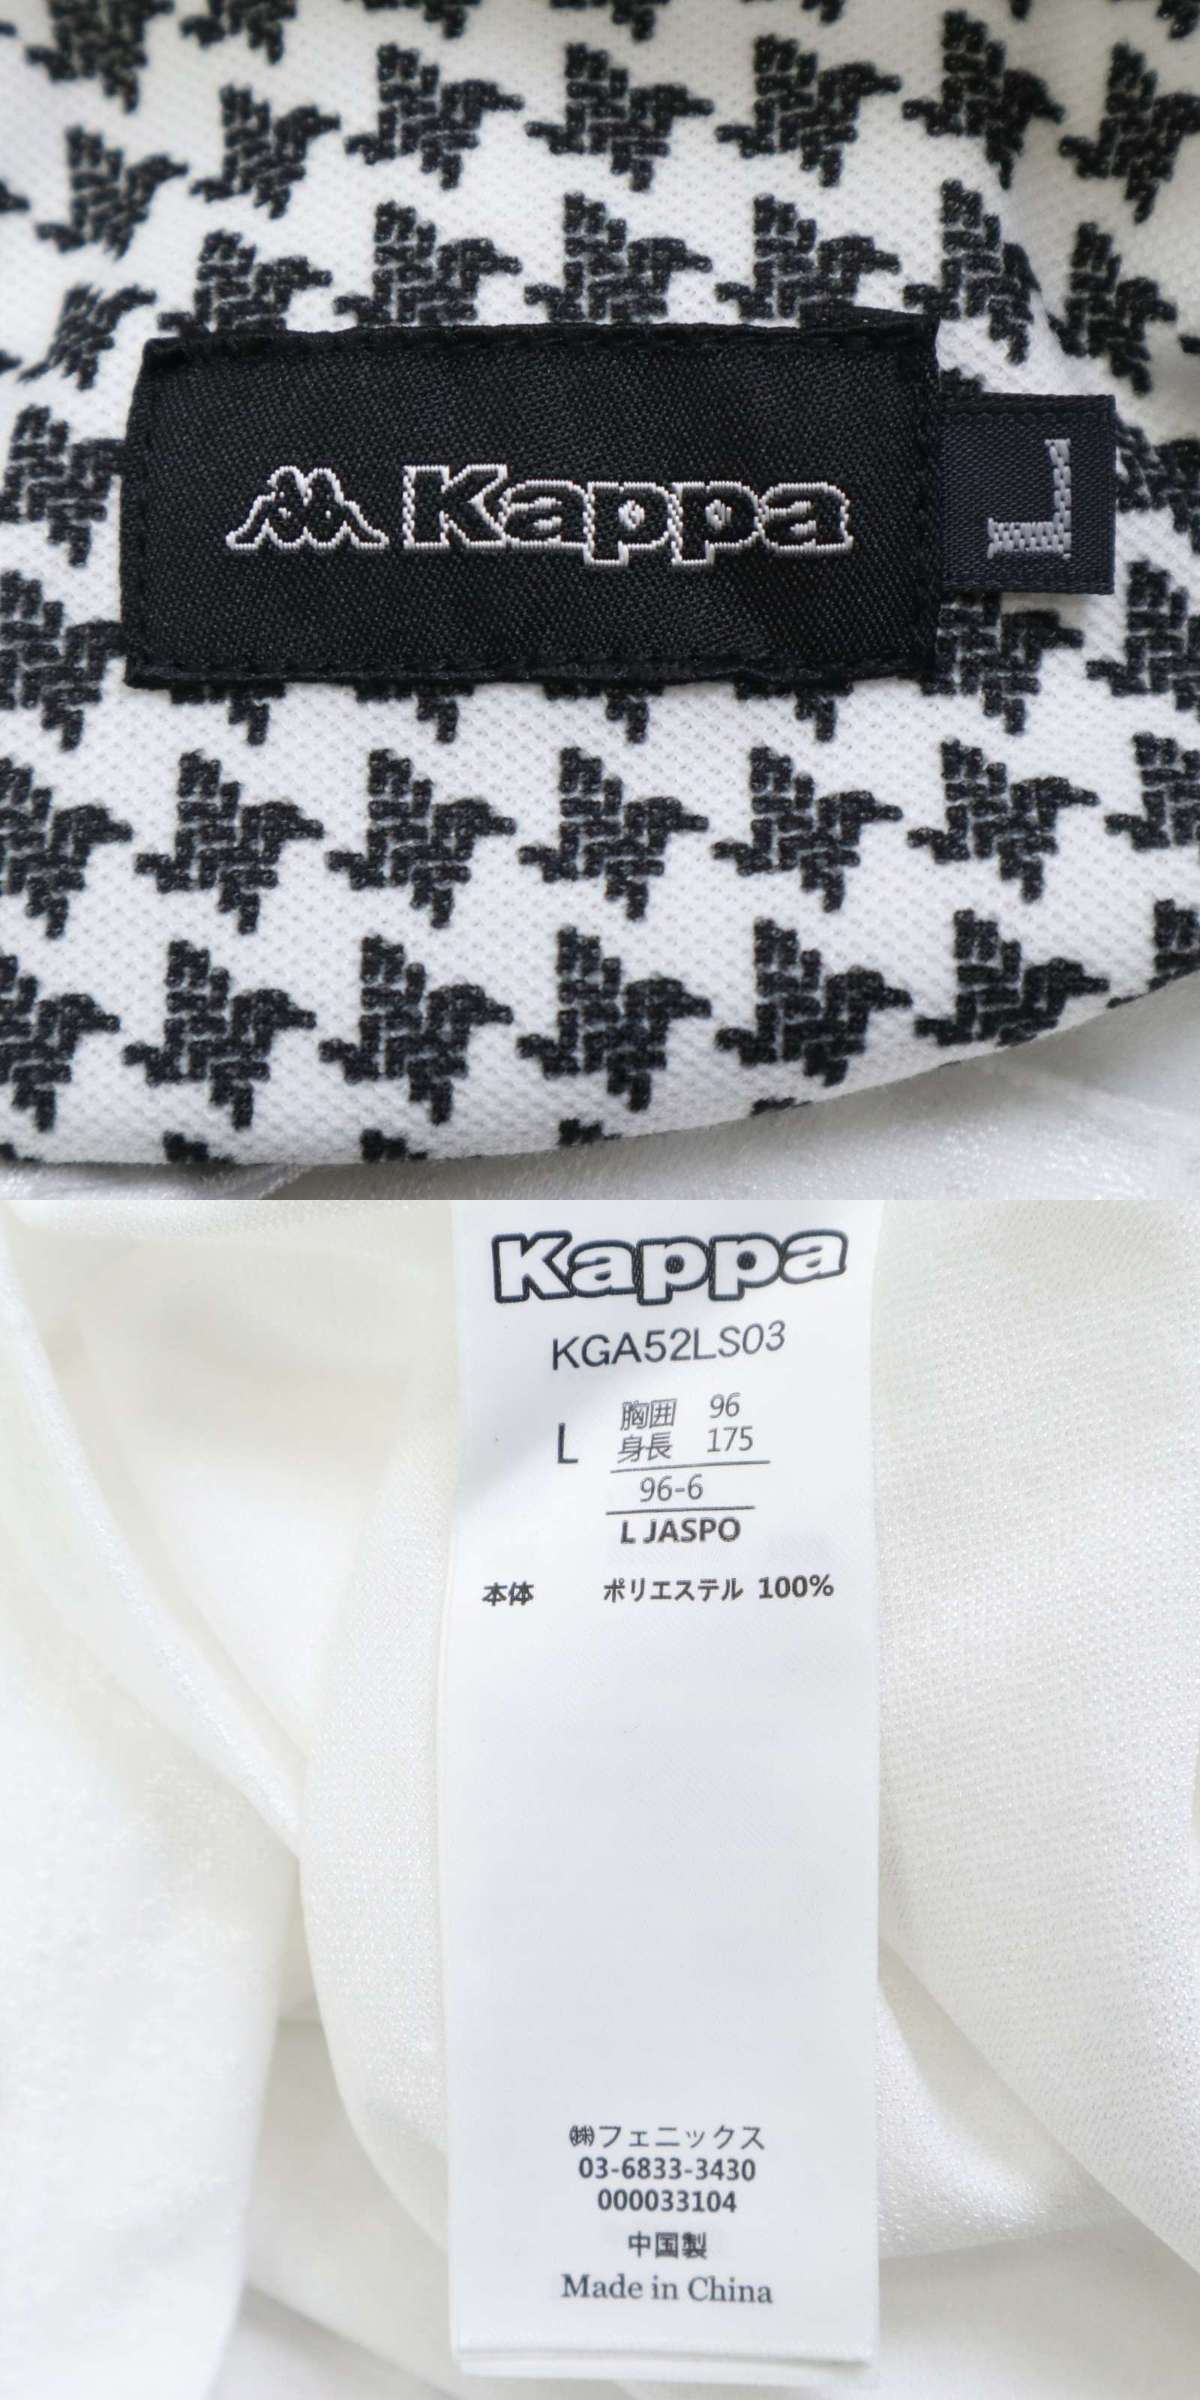 Kappa
L
Kappa
KGA52LS03
L
胸囲 96
身長 175
96-6
L JASPO
本体 ポリエステル 100%
㈱フェニックス
03-6833-3430
000033104
中国製
Made in China